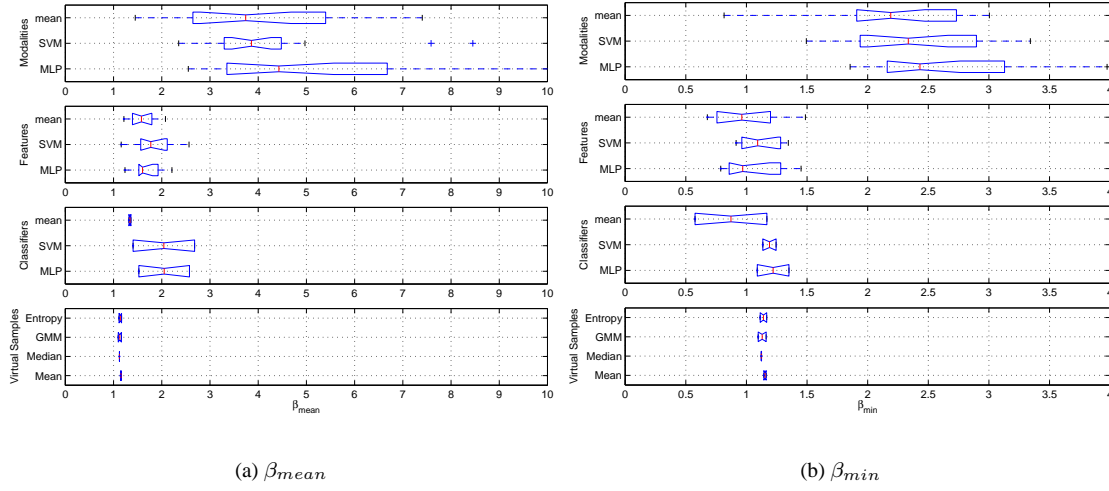 mean
SVM
MLP
Modalities
0 1 2 3 4 5 6 7 8 9 10
mean
SVM
MLP
Features
0 1 2 3 4 5 6 7 8 9 10
mean
SVM
MLP
Classifiers
0 1 2 3 4 5 6 7 8 9 10
Entropy
GMM
Median
Mean
Virtual Samples
0 1 2 3 4 5 6 7 8 9 10
β_mean
(a) β_mean
mean
SVM
MLP
Modalities
0 0.5 1 1.5 2 2.5 3 3.5 4
mean
SVM
MLP
Features
0 0.5 1 1.5 2 2.5 3 3.5 4
mean
SVM
MLP
Classifiers
0 0.5 1 1.5 2 2.5 3 3.5 4
Entropy
GMM
Median
Mean
Virtual Samples
0 0.5 1 1.5 2 2.5 3 3.5 4
β_min
(b) β_min